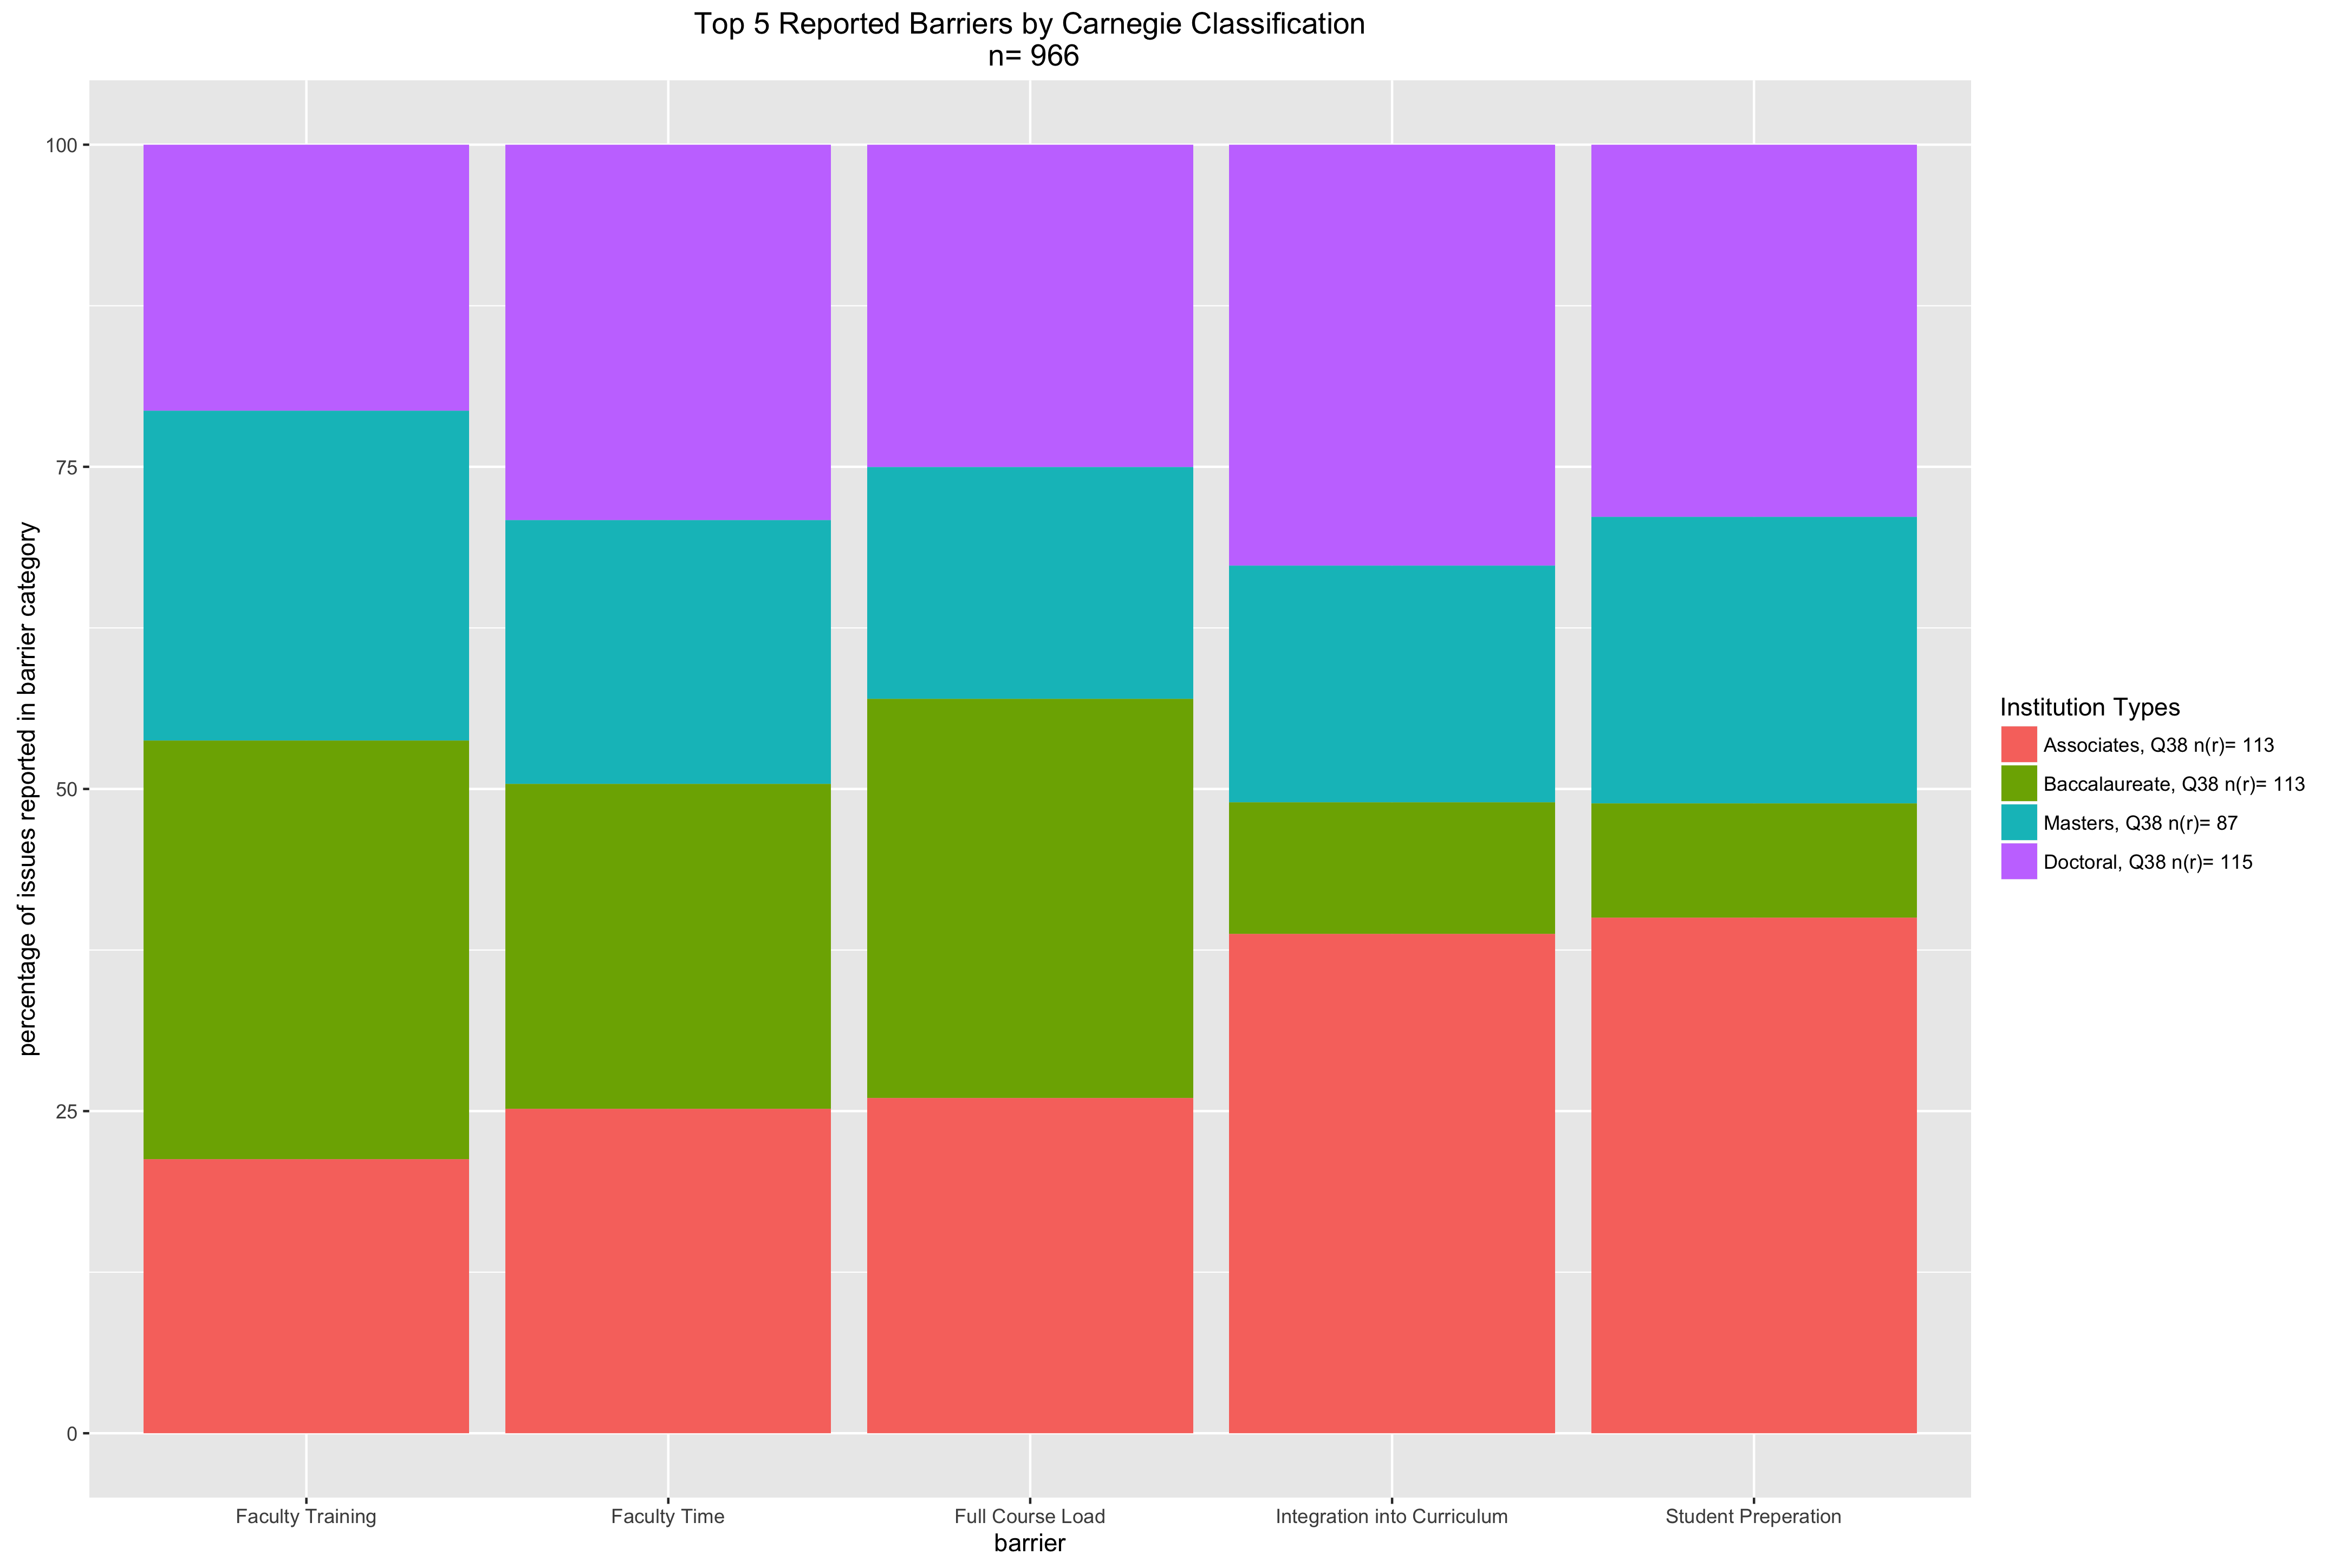 Top 5 Reported Barriers by Carnegie Classification
n= 966
percentage of issues reported in barrier category
100
75
50
25
0
Faculty Training
Faculty Time
Full Course Load
Integration into Curriculum
Student Preperation
barrier
Institution Types
Associates, Q38 n(r)= 113
Baccalaureate, Q38 n(r)= 113
Masters, Q38 n(r)= 87
Doctoral, Q38 n(r)= 115